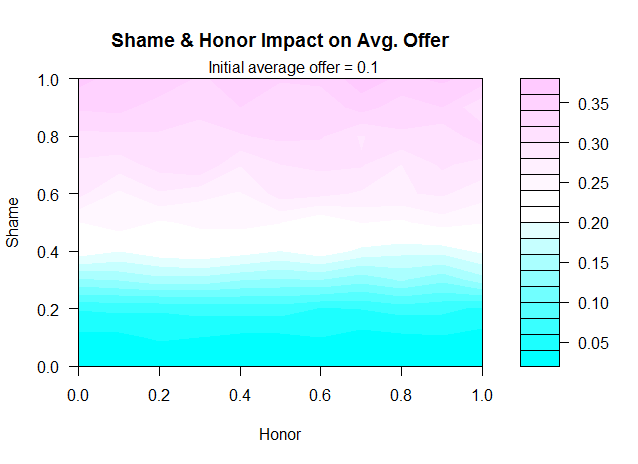 Shame & Honor Impact on Avg. Offer
Initial average offer = 0.1
1.0
0.8
0.6
0.4
0.2
0.0
Shame
0.0 0.2 0.4 0.6 0.8 1.0
Honor
0.35
0.30
0.25
0.20
0.15
0.10
0.05